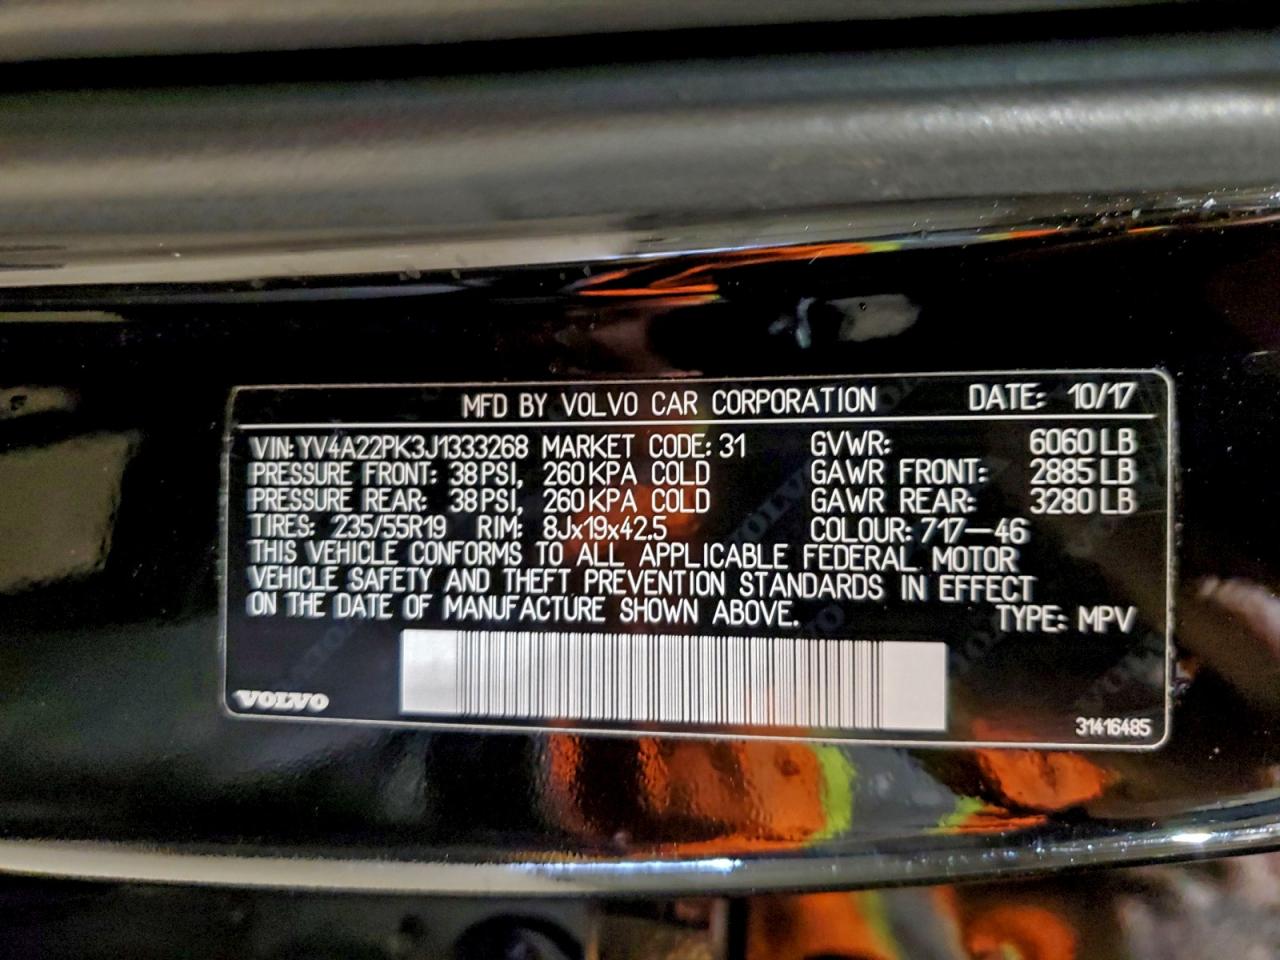 MFD BY VOLVO CAR CORPORATION DATE: 10/17
VIN: YV4A22PK3J1333268 MARKET CODE: 31 GVWR: 6060 LB
PRESSURE FRONT: 38 PSI, 260 KPA COLD GAWR FRONT: 2885 LB
PRESSURE REAR: 38 PSI, 260 KPA COLD GAWR REAR: 3280 LB
TIRES: 235/55R19 RIM: 8Jx19x42.5 COLOUR: 717-46
THIS VEHICLE CONFORMS TO ALL APPLICABLE FEDERAL MOTOR
VEHICLE SAFETY AND THEFT PREVENTION STANDARDS IN EFFECT
ON THE DATE OF MANUFACTURE SHOWN ABOVE. TYPE: MPV
VOLVO
31416485